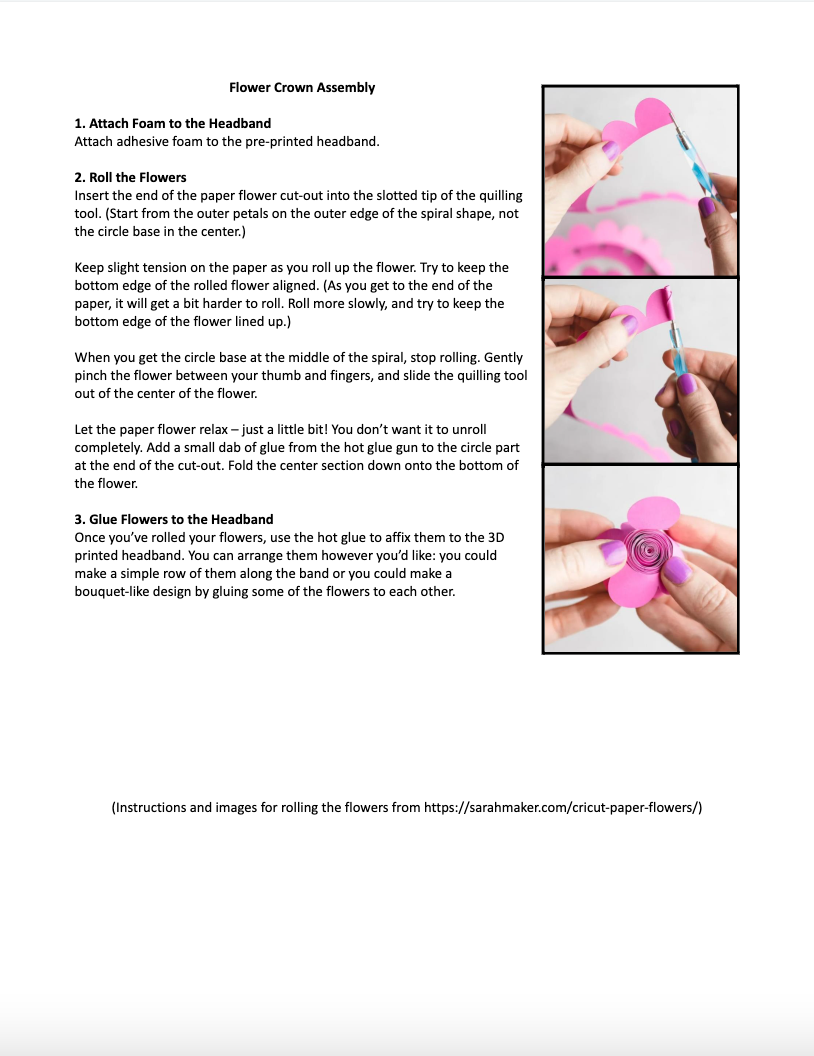 Flower Crown Assembly
1. Attach Foam to the Headband
Attach adhesive foam to the pre-printed headband.
2. Roll the Flowers
Insert the end of the paper flower cut-out into the slotted tip of the quilling
tool. (Start from the outer petals on the outer edge of the spiral shape, not
the circle base in the center.)
Keep slight tension on the paper as you roll up the flower. Try to keep the
bottom edge of the rolled flower aligned. (As you get to the end of the
paper, it will get a bit harder to roll. Roll more slowly, and try to keep the
bottom edge of the flower lined up.)
When you get the circle base at the middle of the spiral, stop rolling. Gently
pinch the flower between your thumb and fingers, and slide the quilling tool
out of the center of the flower.
Let the paper flower relax – just a little bit! You don’t want it to unroll
completely. Add a small dab of glue from the hot glue gun to the circle part
at the end of the cut-out. Fold the center section down onto the bottom of
the flower.
3. Glue Flowers to the Headband
Once you’ve rolled your flowers, use the hot glue to affix them to the 3D
printed headband. You can arrange them however you’d like: you could
make a simple row of them along the band or you could make a
bouquet-like design by gluing some of the flowers to each other.
(Instructions and images for rolling the flowers from https://sarahmaker.com/cricut-paper-flowers/)